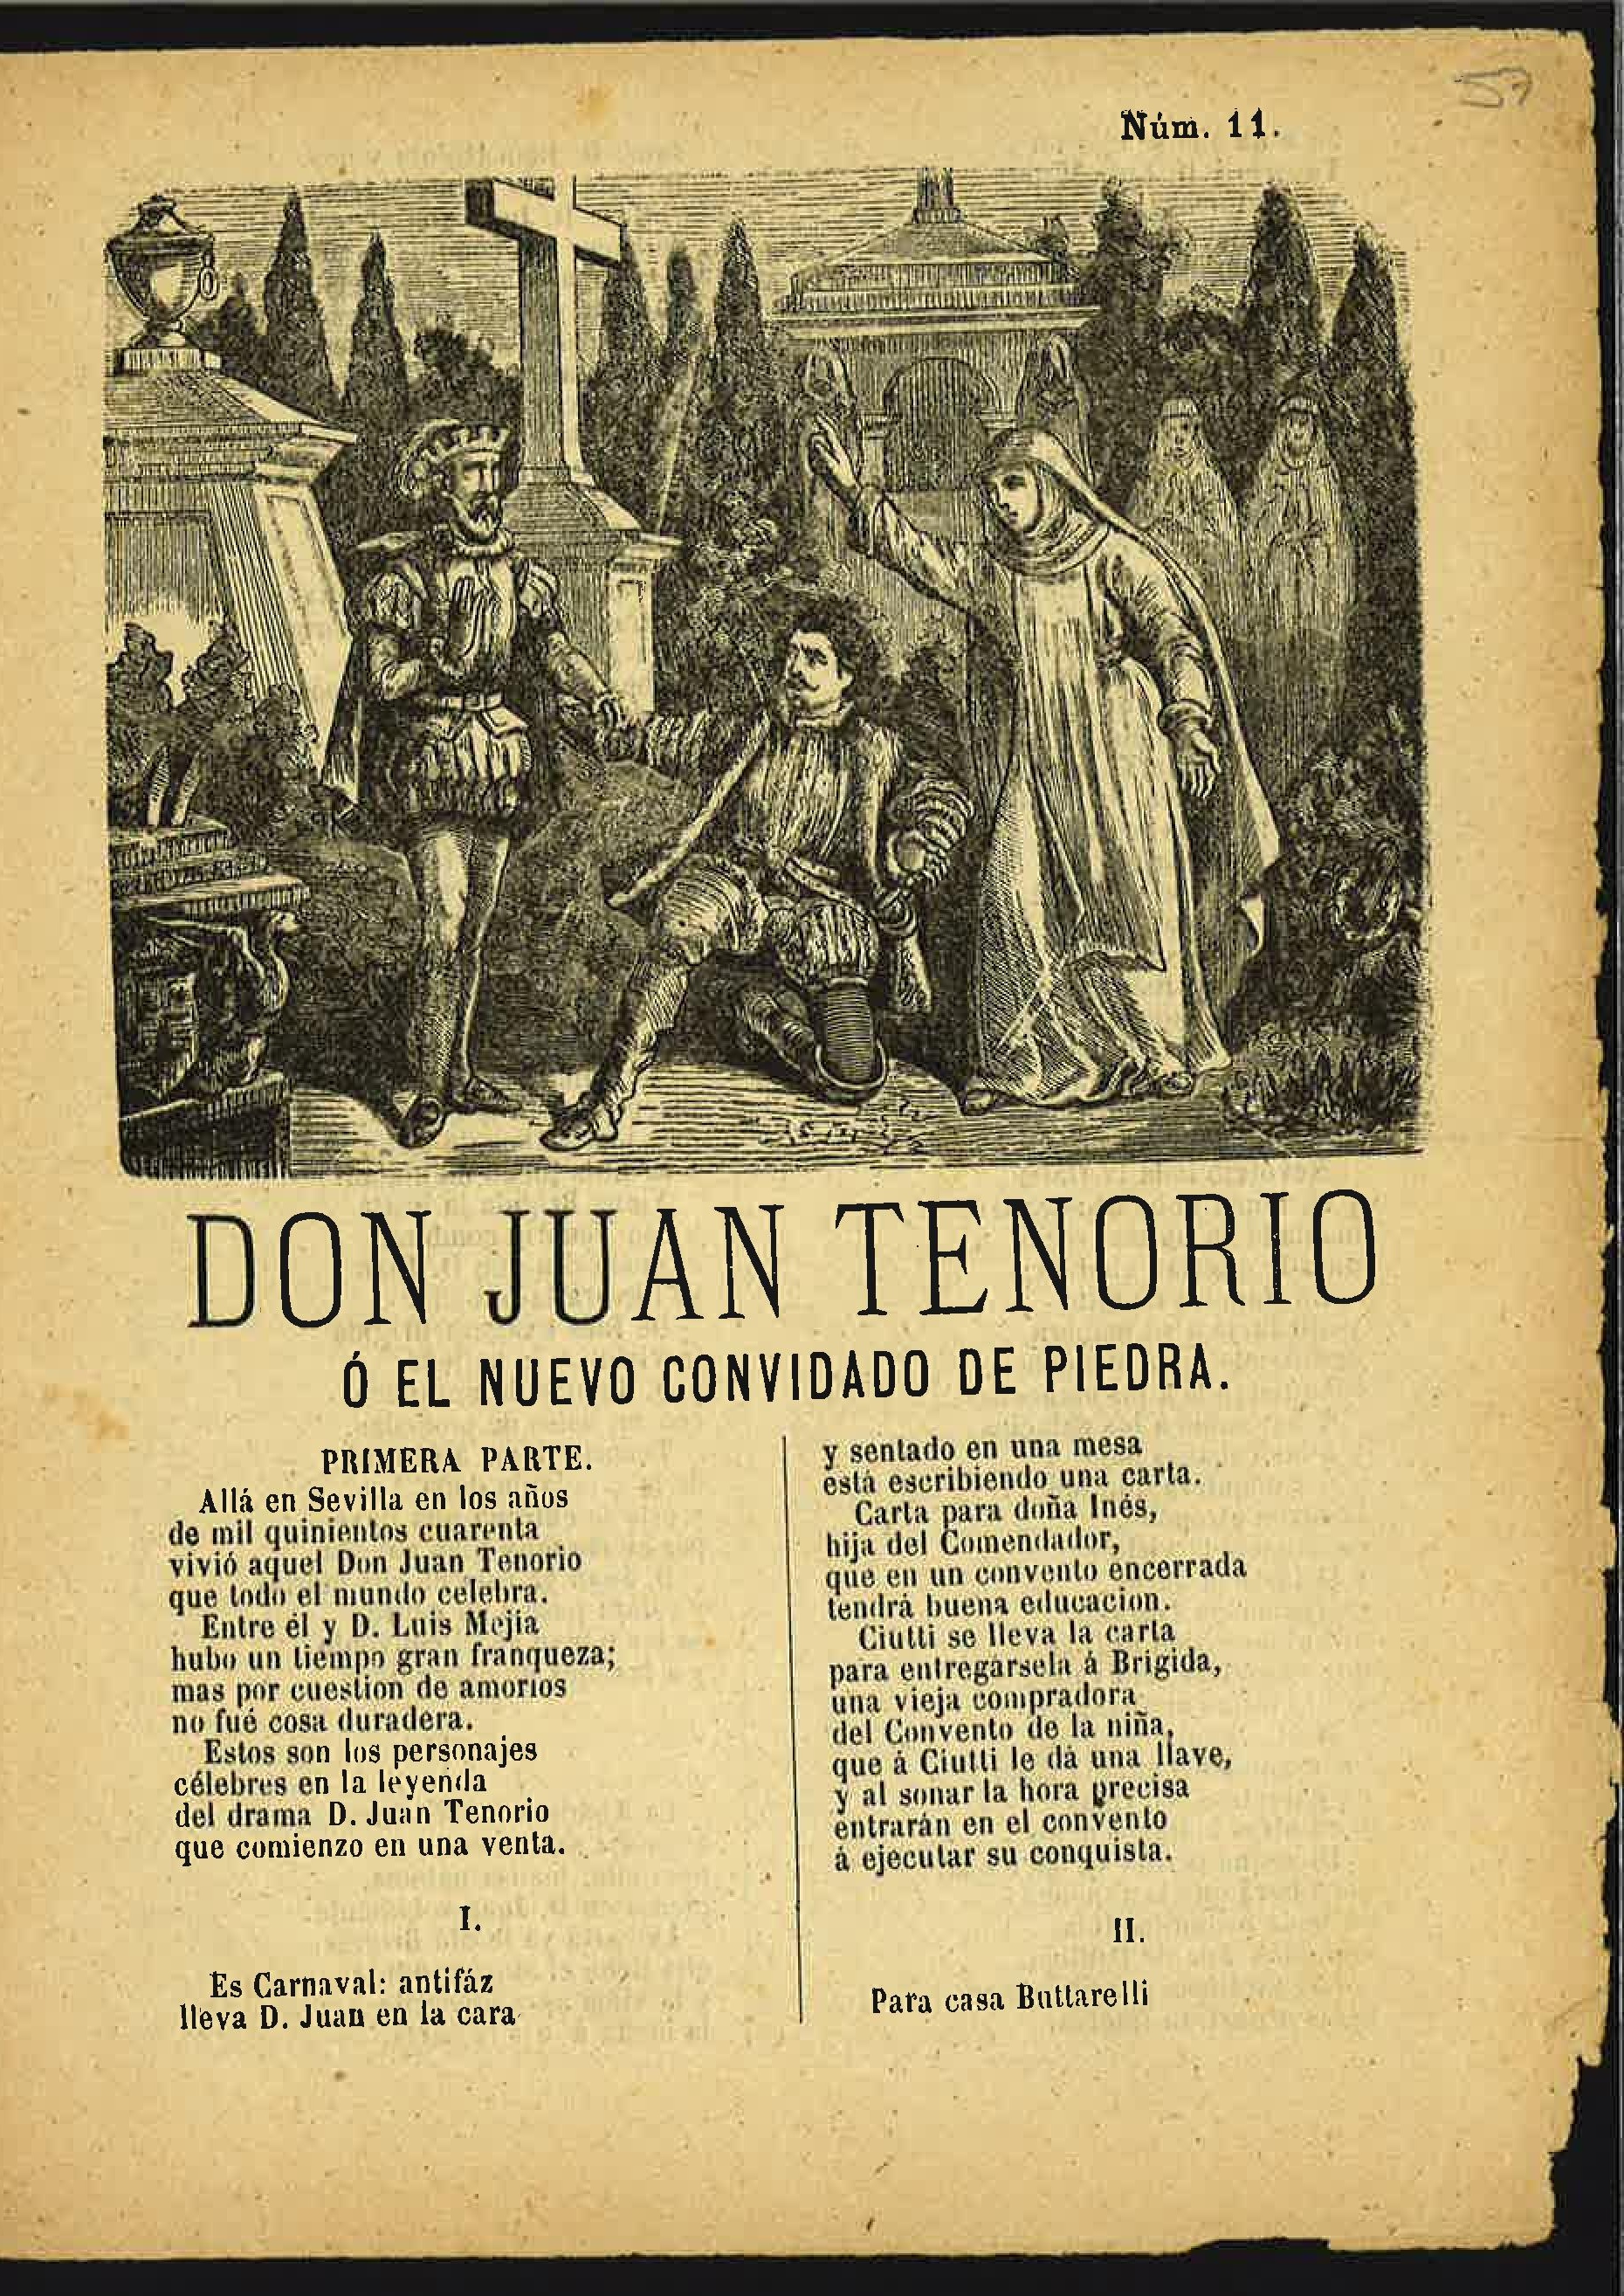 57
Núm. 11.
DON JUAN TENORIO
Ó EL NUEVO CONVIDADO DE PIEDRA.
PRIMERA PARTE.
Allá en Sevilla en los años
de mil quinientos cuarenta
vivió aquel Don Juan Tenorio
que todo el mundo celebra.
Entre él y D. Luis Mejía
hubo un tiempo gran franqueza;
mas por cuestion de amorios
no fué cosa duradera.
Estos son los personajes
célebres en la leyenda
del drama D. Juan Tenorio
que comienzo en una venta.
I.
Es Carnaval: antifáz
lleva D. Juan en la cara
y sentado en una mesa
está escribiendo una carta.
Carta para doña Inés,
hija del Comendador,
que en un convento encerrada
tendrá buena educacion.
Ciutti se lleva la carta
para entregársela á Brigida,
una vieja compradora
del Convento de la niña,
que á Ciutti le dá una llave,
y al sonar la hora precisa
entrarán en el convento
á ejecutar su conquista.
II.
Para casa Buttarelli